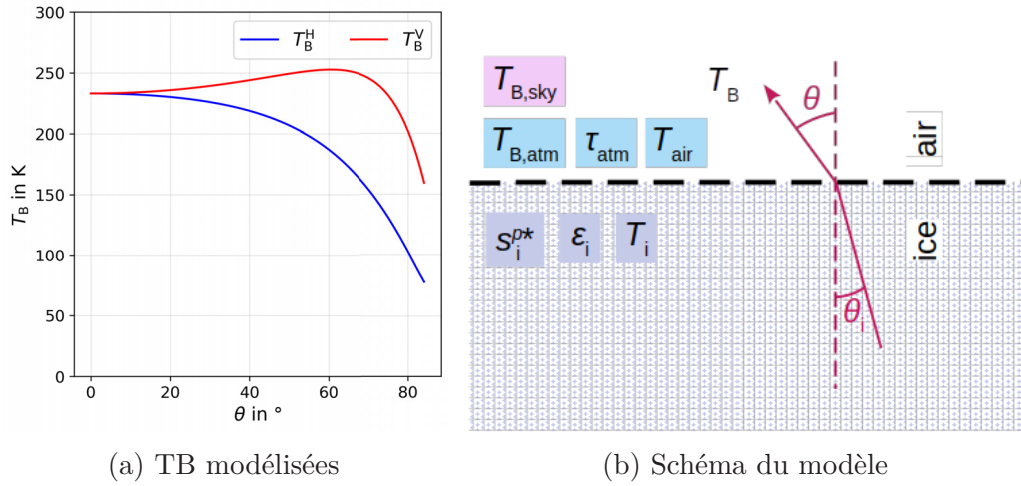 300
250
200
150
100
50
0
T_B in K
T_B^H T_B^V
0 20 40 60 80
θ in °
(a) TB modélisées
T_B,sky
T_B,atm τ_atm T_air
T_B θ
air
s_i^p* ε_i T_i
ice
θ_i
(b) Schéma du modèle